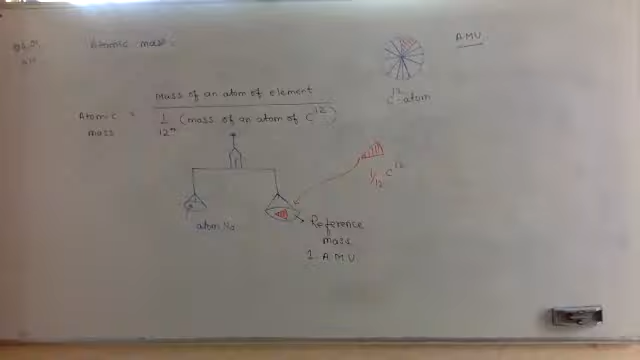 Atomic mass:
AMU
C¹² atom
Mass of an atom of element
Atomic mass =
1/12 (mass of an atom of C¹²)
1/12 C¹²
atom Na
Reference
mass
1. A M U